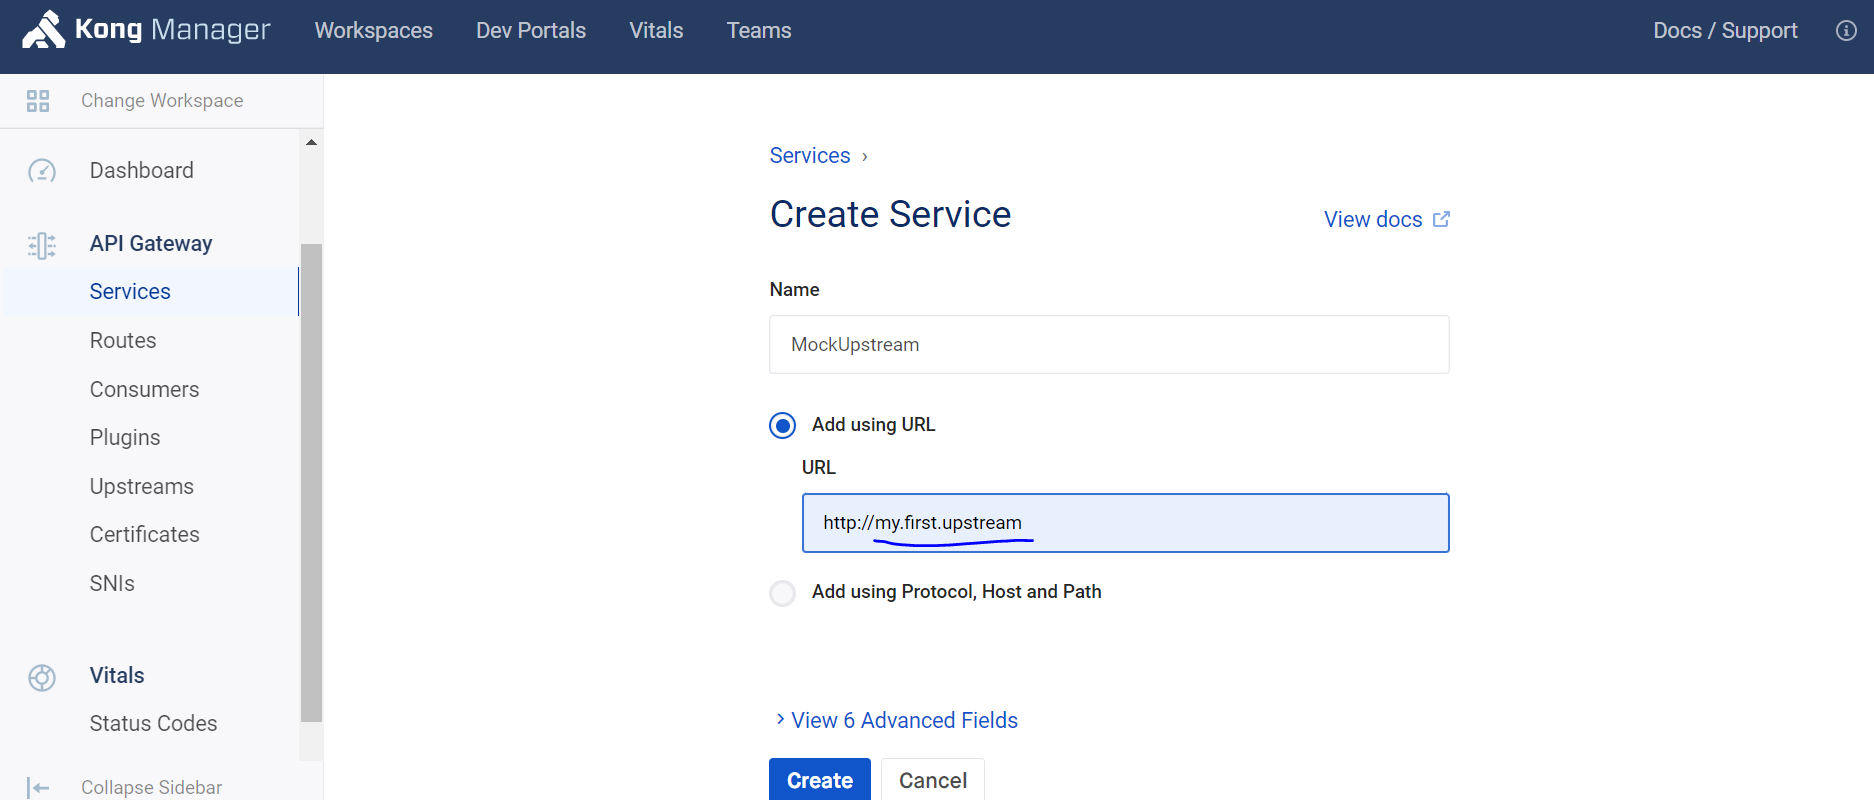 Kong Manager Workspaces Dev Portals Vitals Teams Docs / Support
Change Workspace
Dashboard
API Gateway
Services
Routes
Consumers
Plugins
Upstreams
Certificates
SNIs
Vitals
Status Codes
Collapse Sidebar
Services ›
Create Service
View docs
Name
MockUpstream
Add using URL
URL
http://my.first.upstream
Add using Protocol, Host and Path
View 6 Advanced Fields
Create Cancel